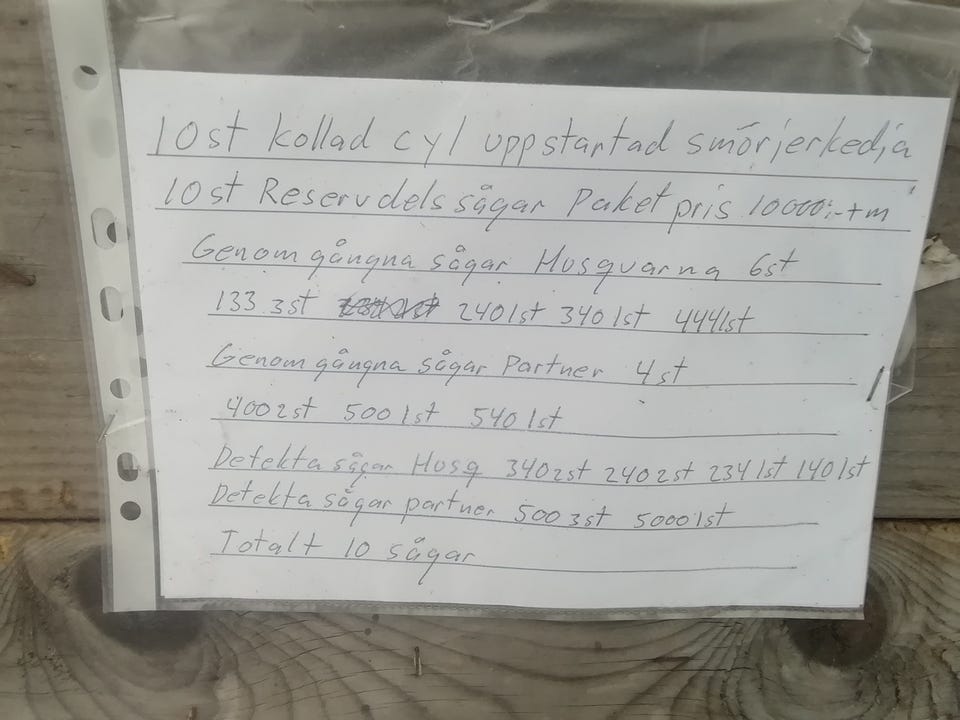 10st kollad cyl uppstartad smörjerkedja
10st Reservdels sågar Paket pris 10000:-+m
Genomgångna sågar Husqvarna 6st
133 3st 240 1st 340 1st 444 1st
Genomgångna sågar Partner 4st
400 2st 500 1st 540 1st
Defekta sågar Husq 340 2st 240 2st 234 1st 140 1st
Defekta sågar partner 500 3st 5000 1st
Totalt 10 sågar